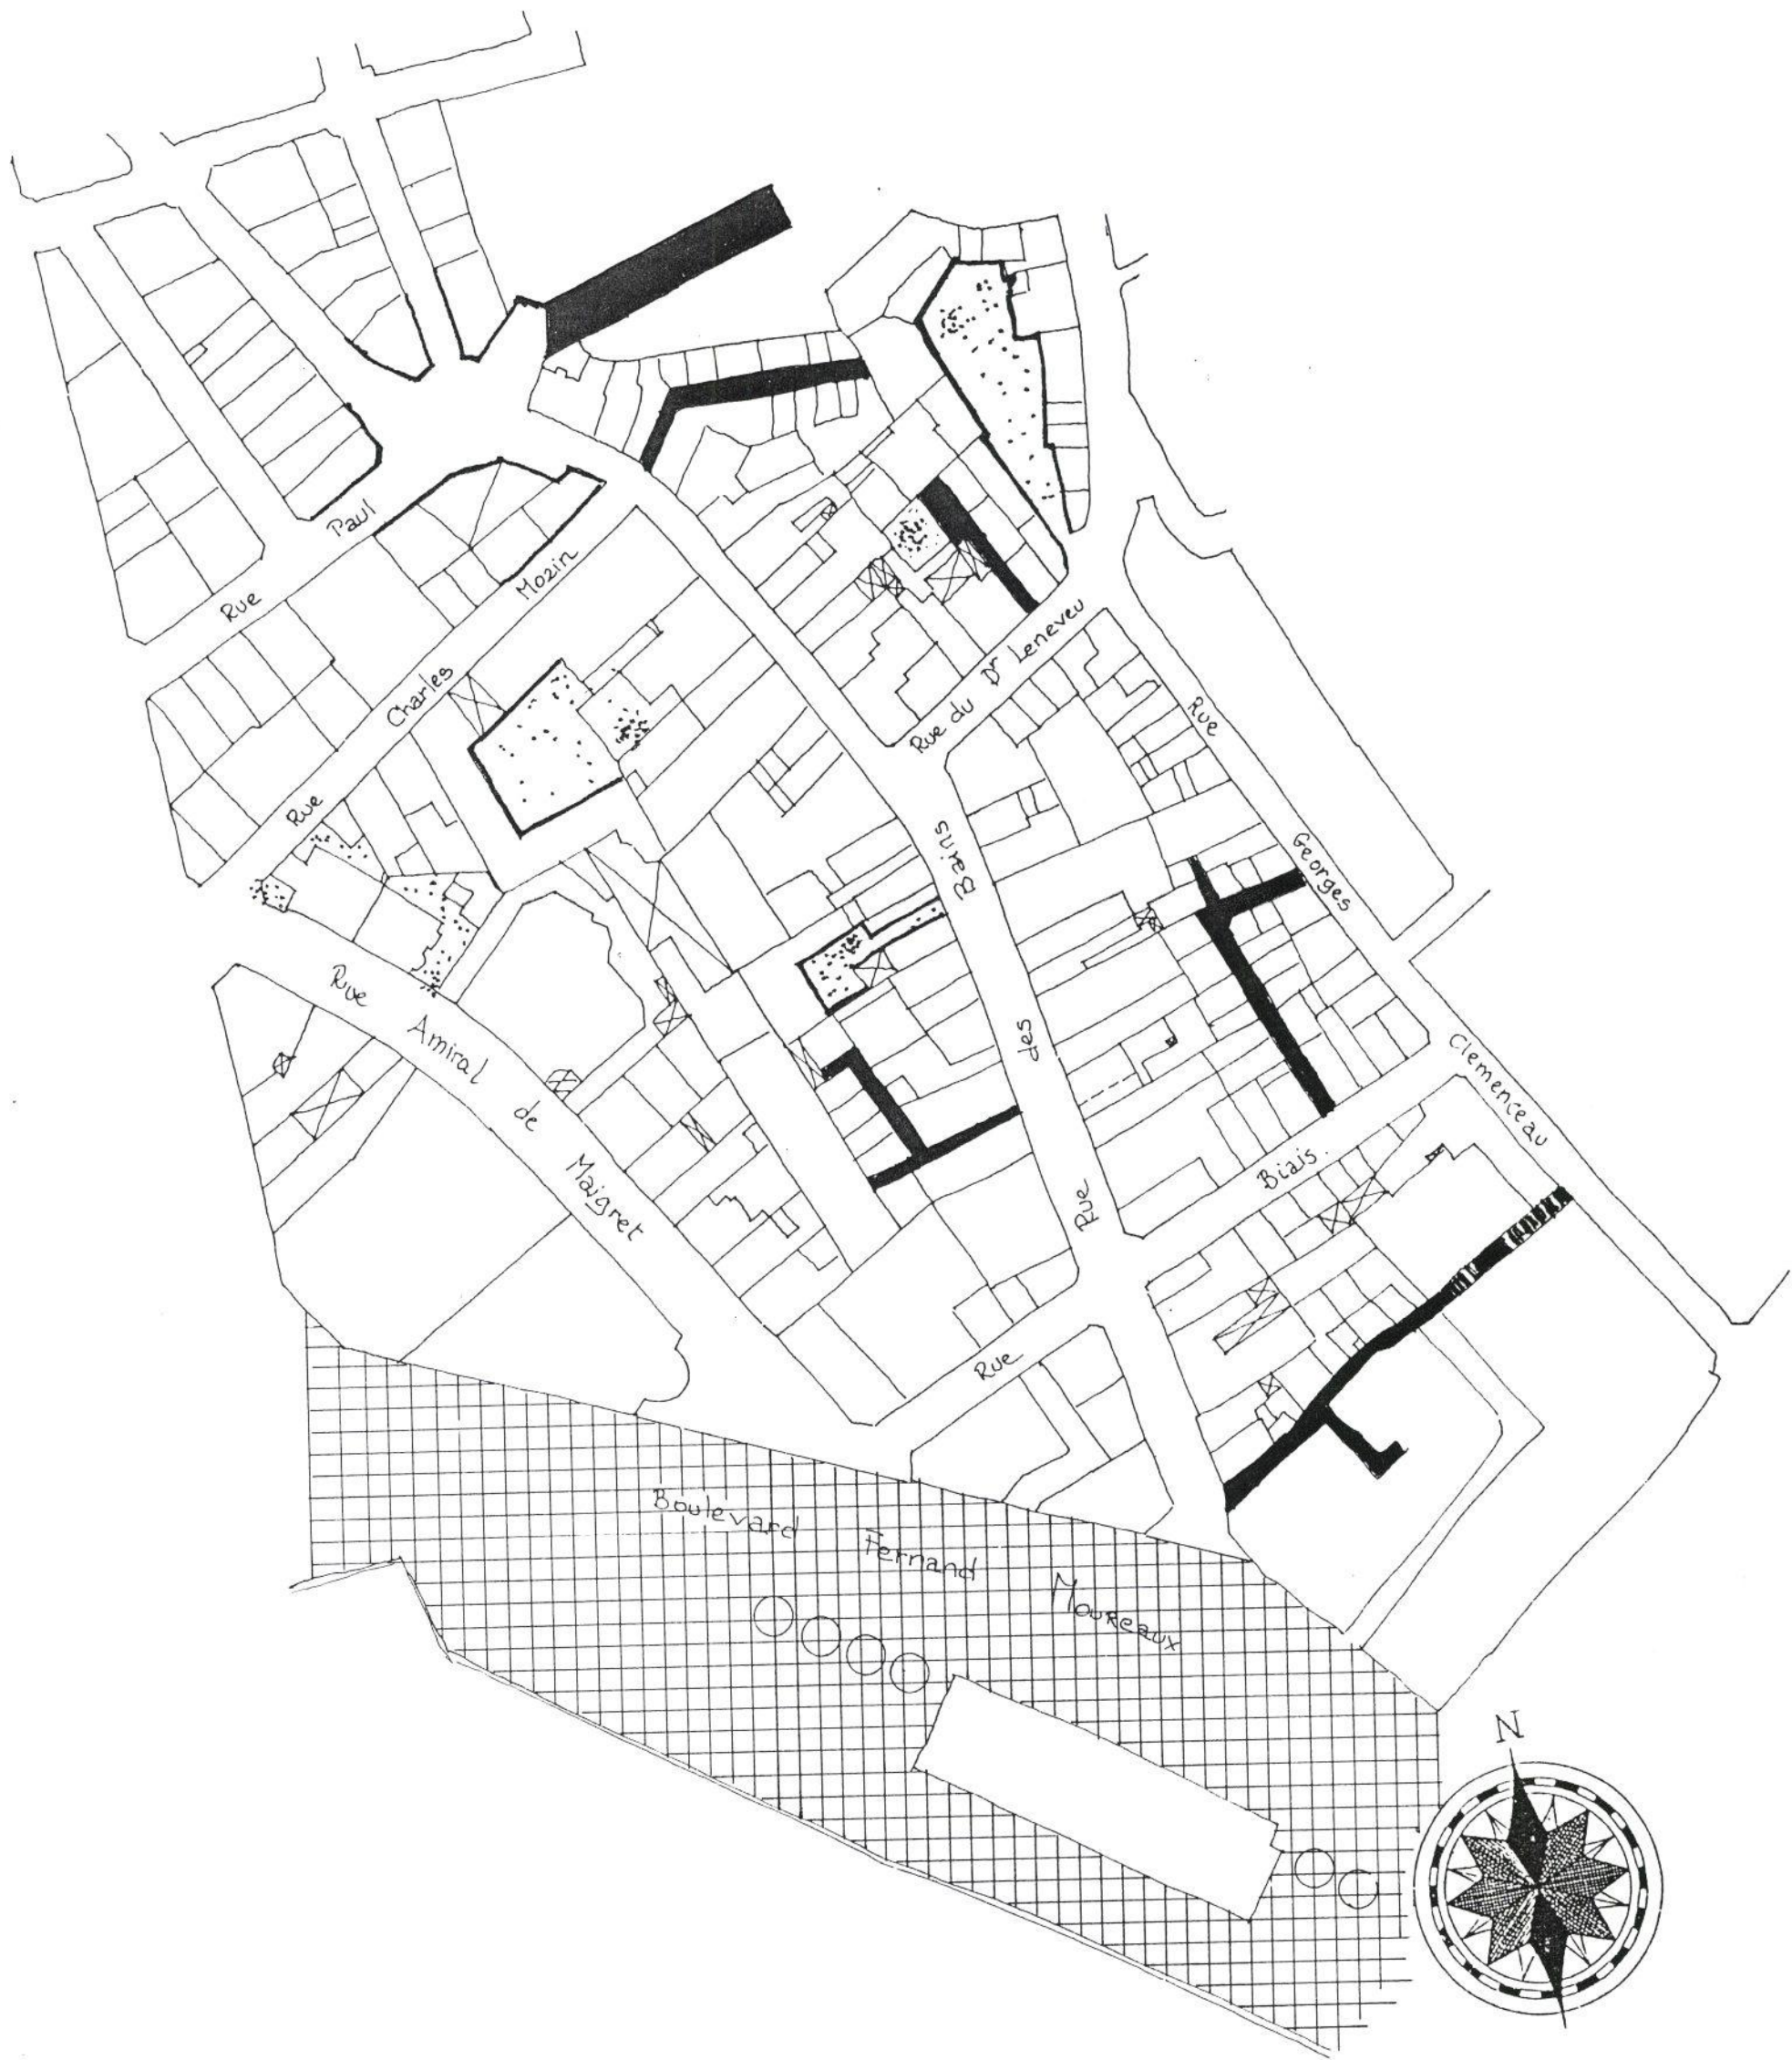 Rue Paul
Rue Charles Mozin
Rue du Dr Leneveu
Rue Georges Clemenceau
Rue des Bains
Rue Amiral de Maigret
Rue Biais
Boulevard Fernand Moureaux
N